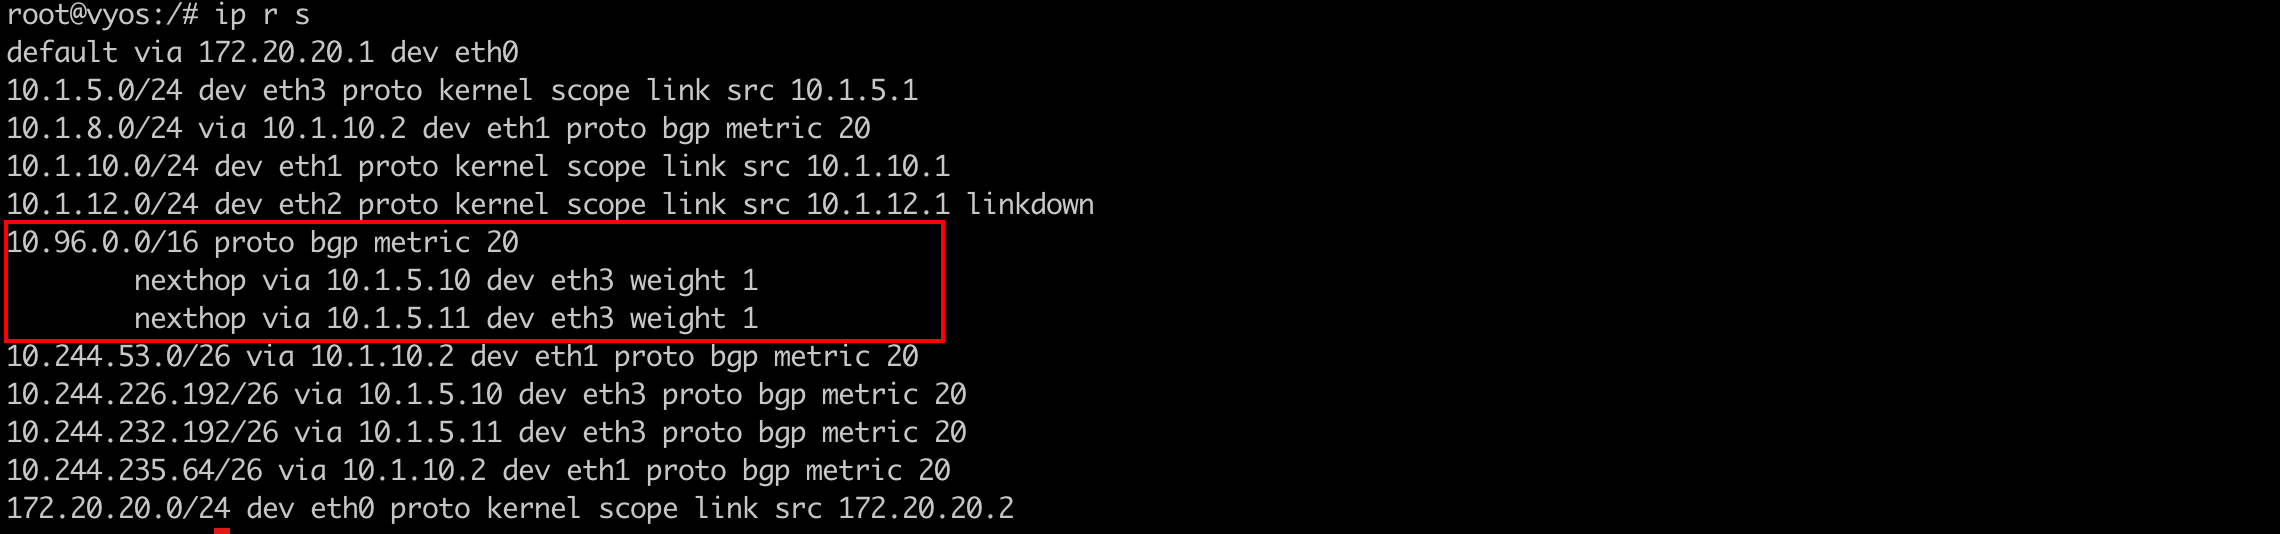 root@vyos:/# ip r s
default via 172.20.20.1 dev eth0
10.1.5.0/24 dev eth3 proto kernel scope link src 10.1.5.1
10.1.8.0/24 via 10.1.10.2 dev eth1 proto bgp metric 20
10.1.10.0/24 dev eth1 proto kernel scope link src 10.1.10.1
10.1.12.0/24 dev eth2 proto kernel scope link src 10.1.12.1 linkdown
10.96.0.0/16 proto bgp metric 20
        nexthop via 10.1.5.10 dev eth3 weight 1
        nexthop via 10.1.5.11 dev eth3 weight 1
10.244.53.0/26 via 10.1.10.2 dev eth1 proto bgp metric 20
10.244.226.192/26 via 10.1.5.10 dev eth3 proto bgp metric 20
10.244.232.192/26 via 10.1.5.11 dev eth3 proto bgp metric 20
10.244.235.64/26 via 10.1.10.2 dev eth1 proto bgp metric 20
172.20.20.0/24 dev eth0 proto kernel scope link src 172.20.20.2